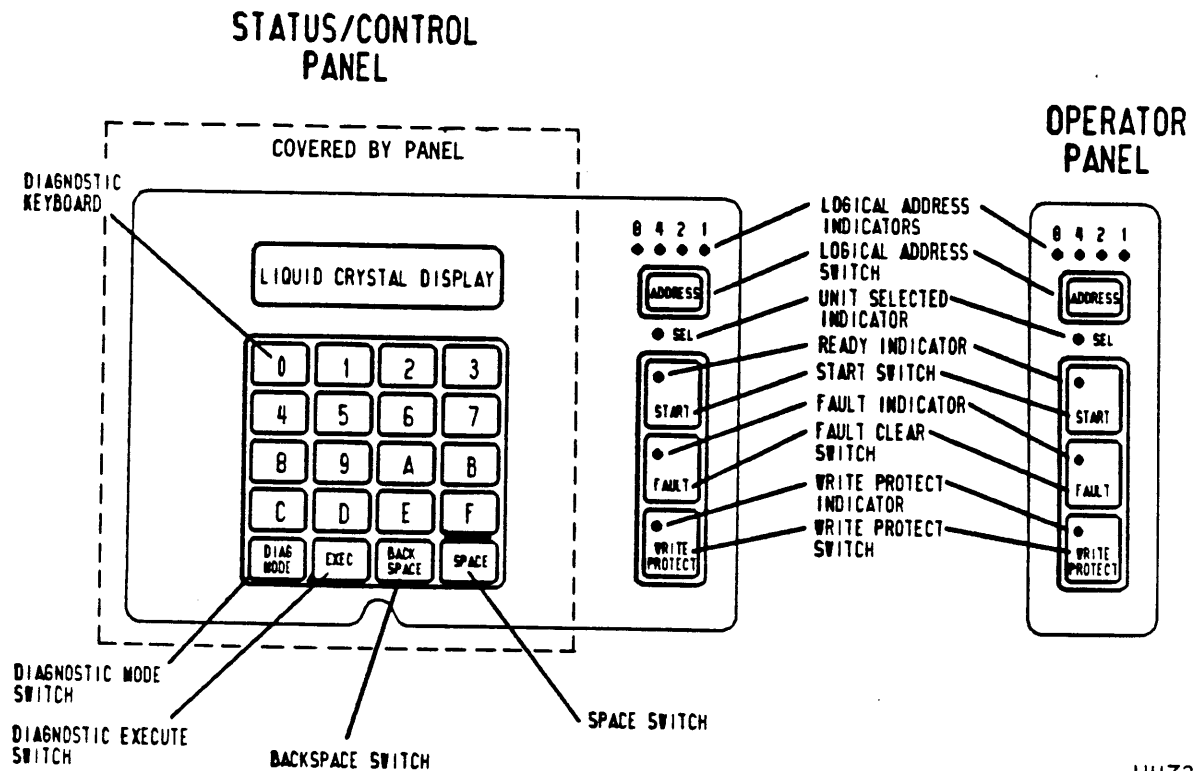 STATUS/CONTROL
PANEL
OPERATOR
PANEL
COVERED BY PANEL
DIAGNOSTIC
KEYBOARD
LIQUID CRYSTAL DISPLAY
0 1 2 3
4 5 6 7
8 9 A B
C D E F
DIAG
MODE
EXEC
BACK
SPACE
SPACE
8 4 2 1
ADDRESS
SEL
START
FAULT
WRITE
PROTECT
LOGICAL ADDRESS
INDICATORS
LOGICAL ADDRESS
SWITCH
UNIT SELECTED
INDICATOR
READY INDICATOR
START SWITCH
FAULT INDICATOR
FAULT CLEAR
SWITCH
WRITE PROTECT
INDICATOR
WRITE PROTECT
SWITCH
8 4 2 1
ADDRESS
SEL
START
FAULT
WRITE
PROTECT
DIAGNOSTIC MODE
SWITCH
DIAGNOSTIC EXECUTE
SWITCH
BACKSPACE SWITCH
SPACE SWITCH